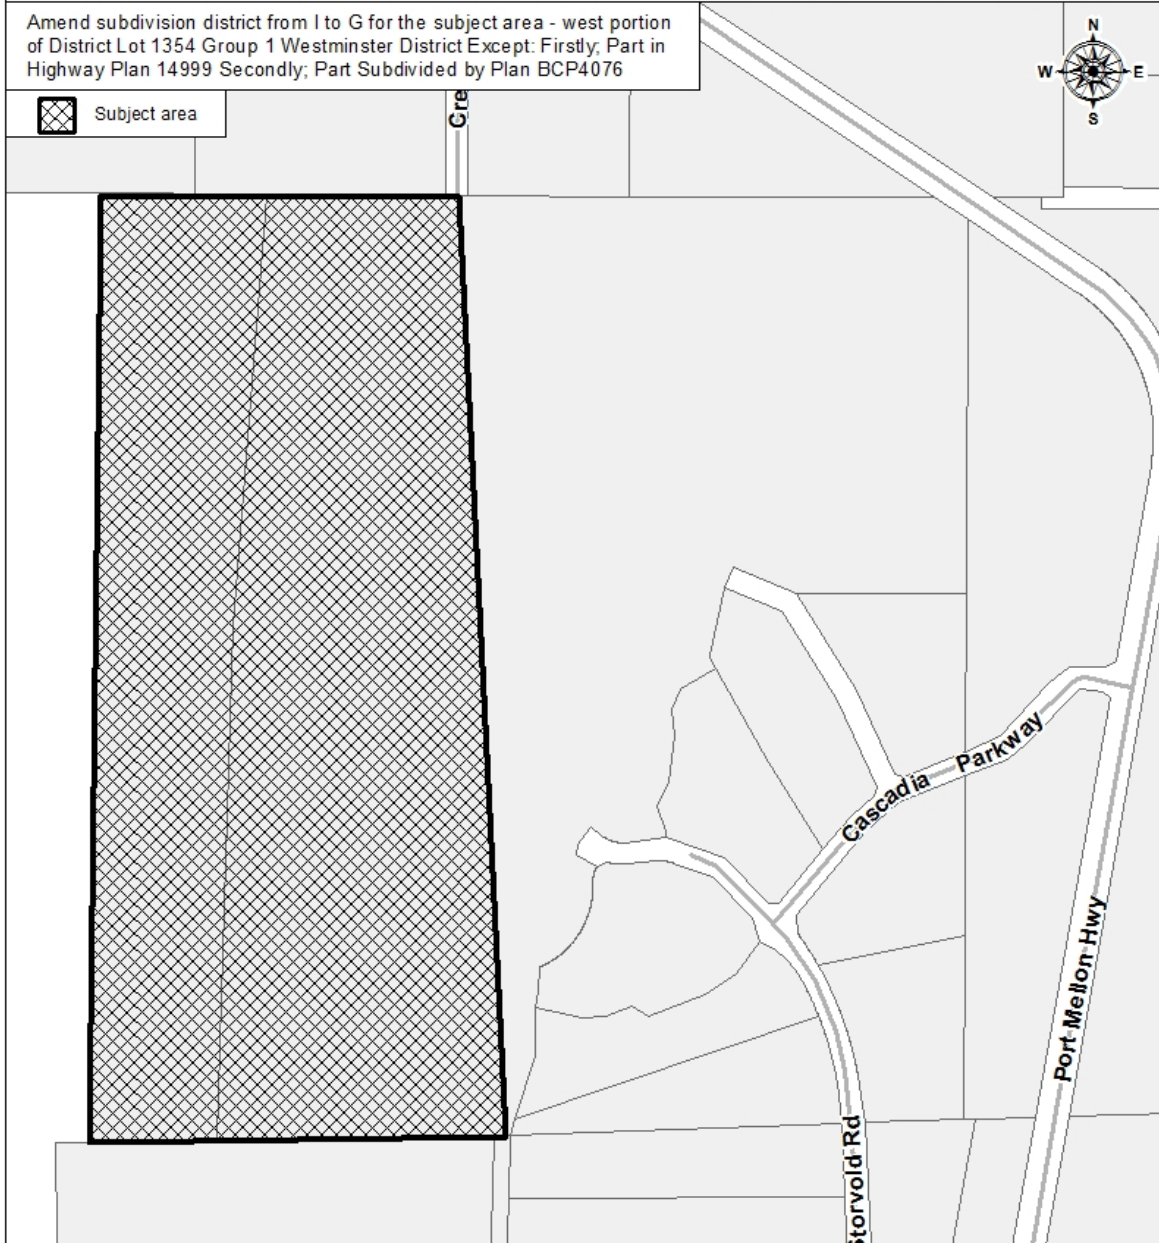 Amend subdivision district from I to G for the subject area - west portion
of District Lot 1354 Group 1 Westminster District Except: Firstly; Part in
Highway Plan 14999 Secondly; Part Subdivided by Plan BCP4076
Subject area
N
W
E
S
Cre
Cascadia Parkway
Port Mellon Hwy
Storvold Rd